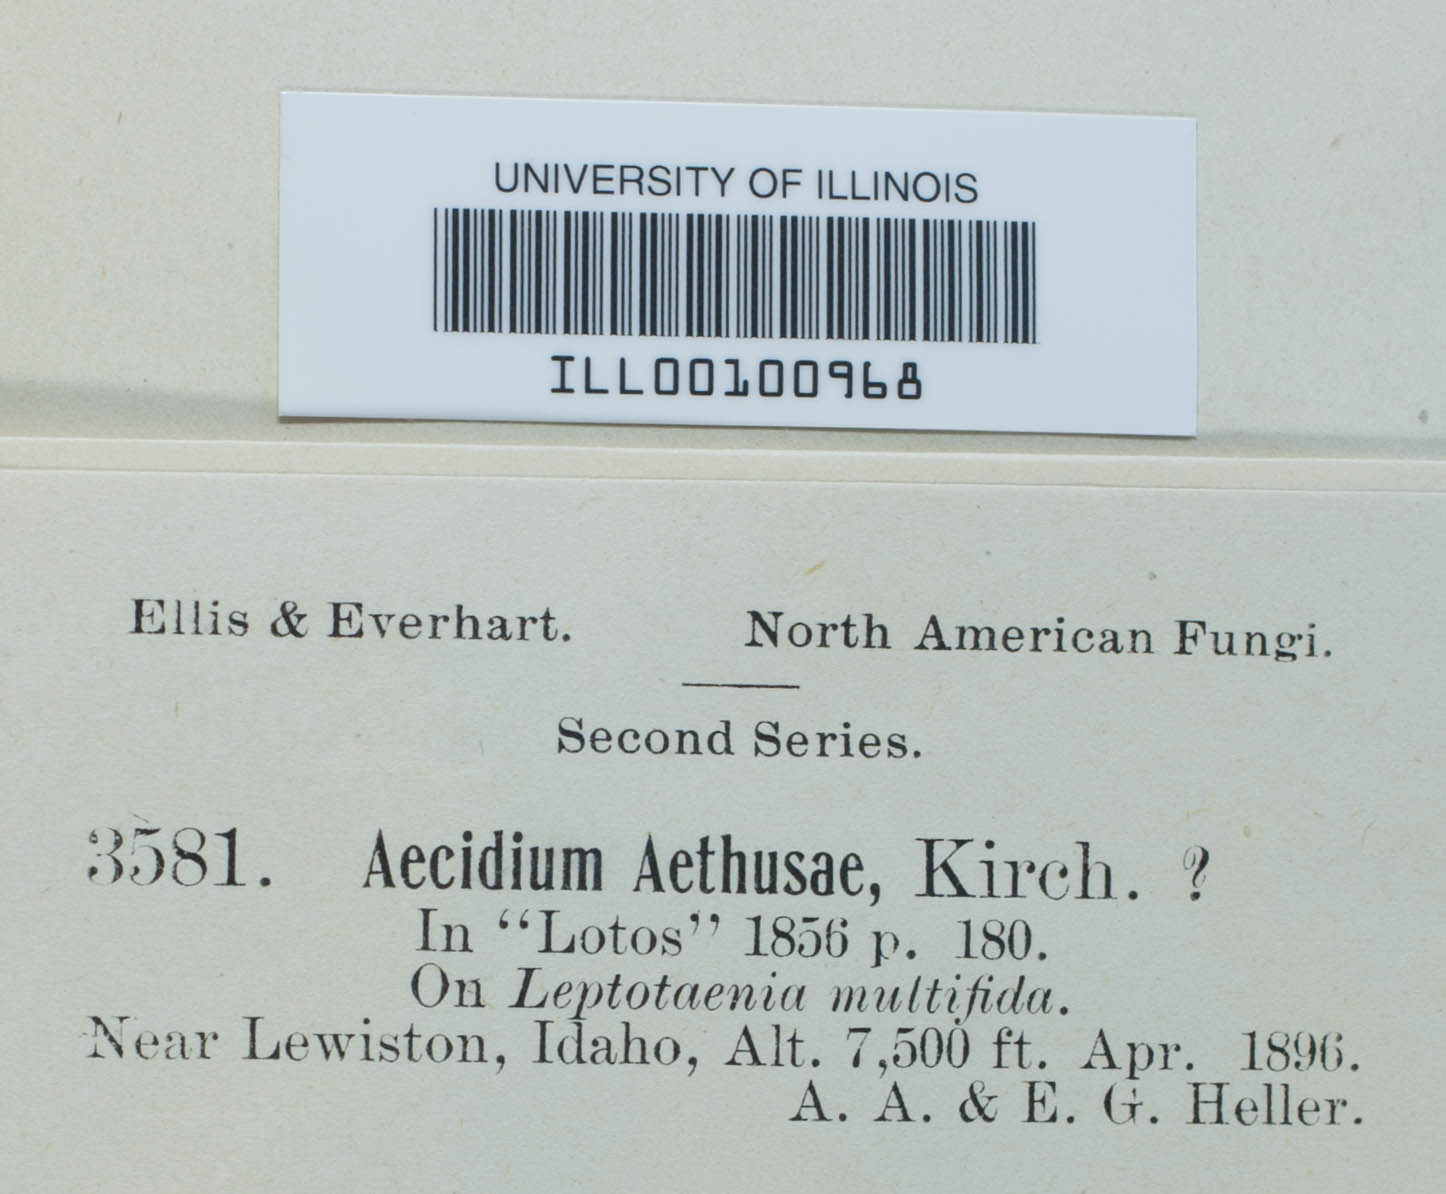 UNIVERSITY OF ILLINOIS
ILL00100968
Ellis & Everhart. North American Fungi.
Second Series.
3581. Aecidium Aethusae, Kirch. ?
In “Lotos” 1856 p. 180.
On Leptotaenia multifida.
Near Lewiston, Idaho, Alt. 7,500 ft. Apr. 1896.
A. A. & E. G. Heller.